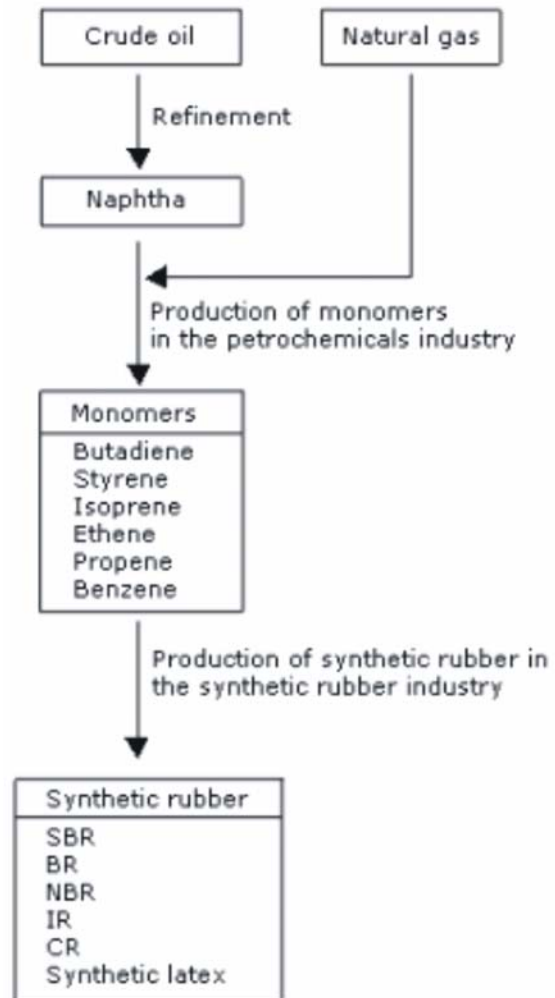 Crude oil
Natural gas
Refinement
Naphtha
Production of monomers
in the petrochemicals industry
Monomers
Butadiene
Styrene
Isoprene
Ethene
Propene
Benzene
Production of synthetic rubber in
the synthetic rubber industry
Synthetic rubber
SBR
BR
NBR
IR
CR
Synthetic latex